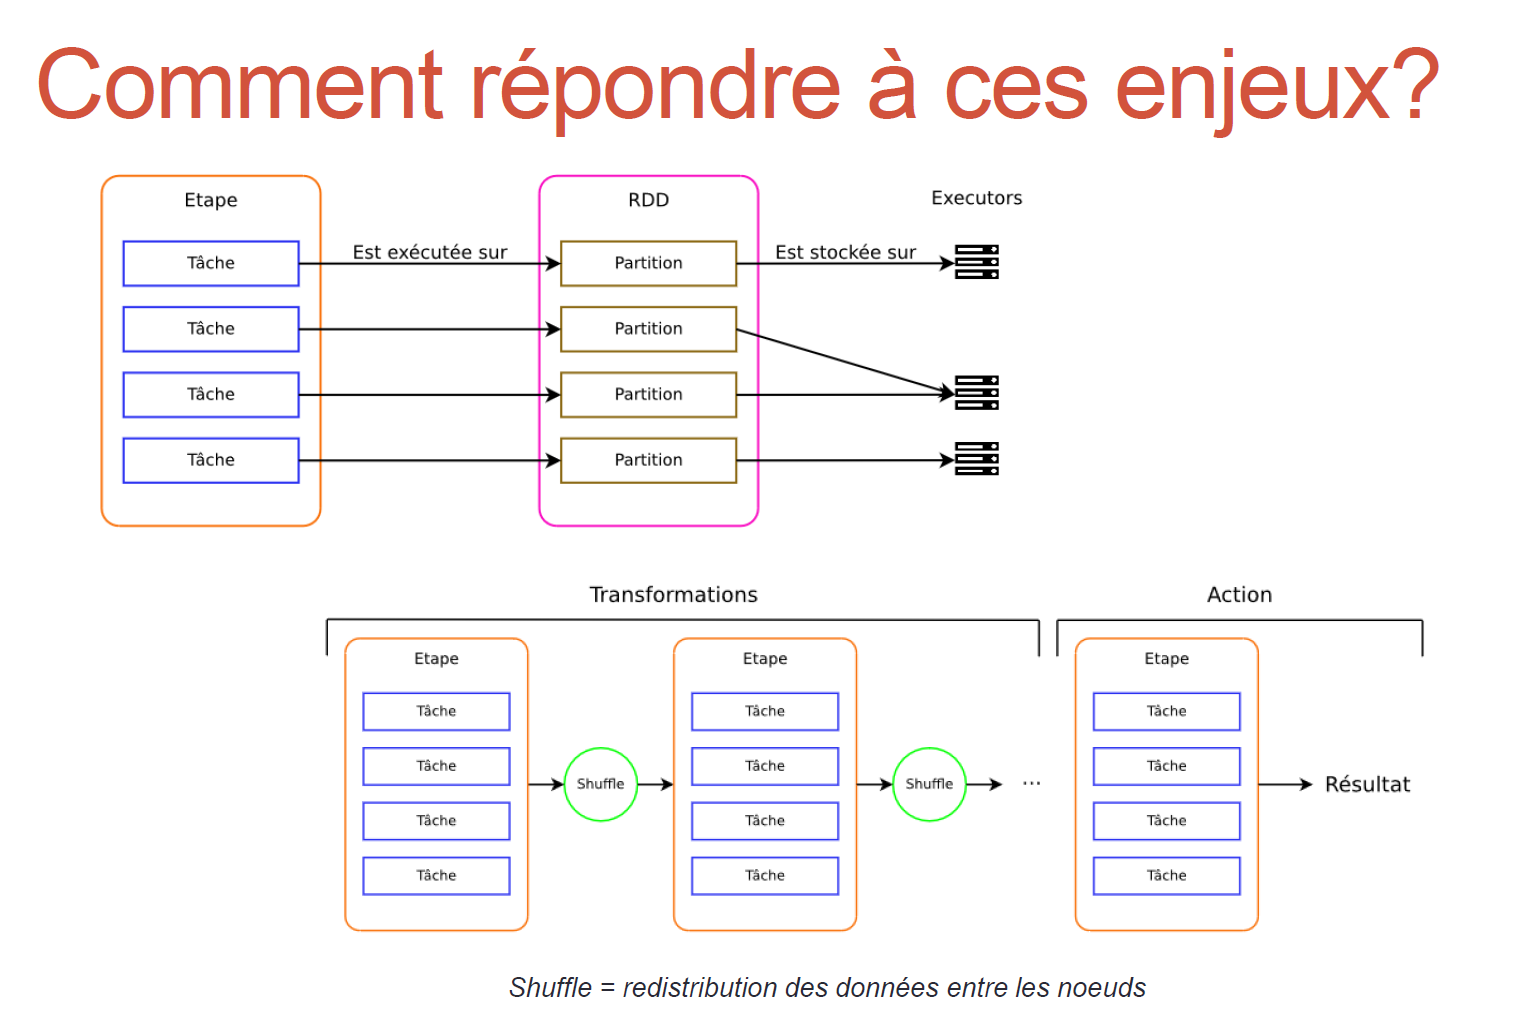 Comment répondre à ces enjeux?
Etape
RDD
Executors
Tâche
Est exécutée sur
Partition
Est stockée sur
Tâche
Partition
Tâche
Partition
Tâche
Partition
Transformations
Action
Etape
Etape
Etape
Tâche
Tâche
Tâche
Tâche
Tâche
Tâche
Shuffle
Shuffle
...
Résultat
Tâche
Tâche
Tâche
Tâche
Tâche
Tâche
Shuffle = redistribution des données entre les noeuds